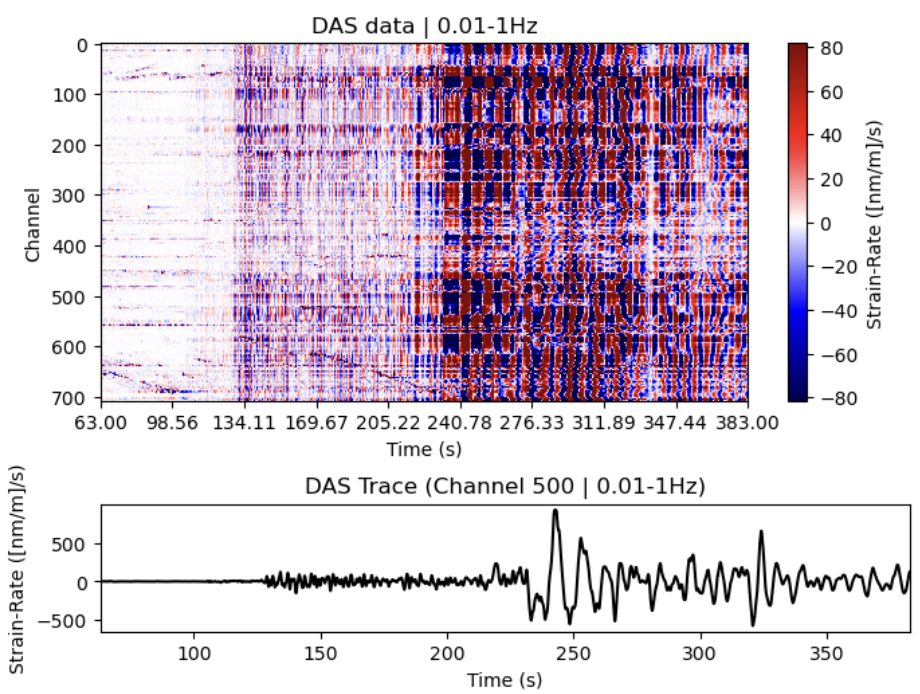 DAS data | 0.01-1Hz
0
100
200
300
400
500
600
700
Channel
63.00 98.56 134.11 169.67 205.22 240.78 276.33 311.89 347.44 383.00
Time (s)
80
60
40
20
0
−20
−40
−60
−80
Strain-Rate ([nm/m]/s)
DAS Trace (Channel 500 | 0.01-1Hz)
500
0
−500
Strain-Rate ([nm/m]/s)
100 150 200 250 300 350
Time (s)